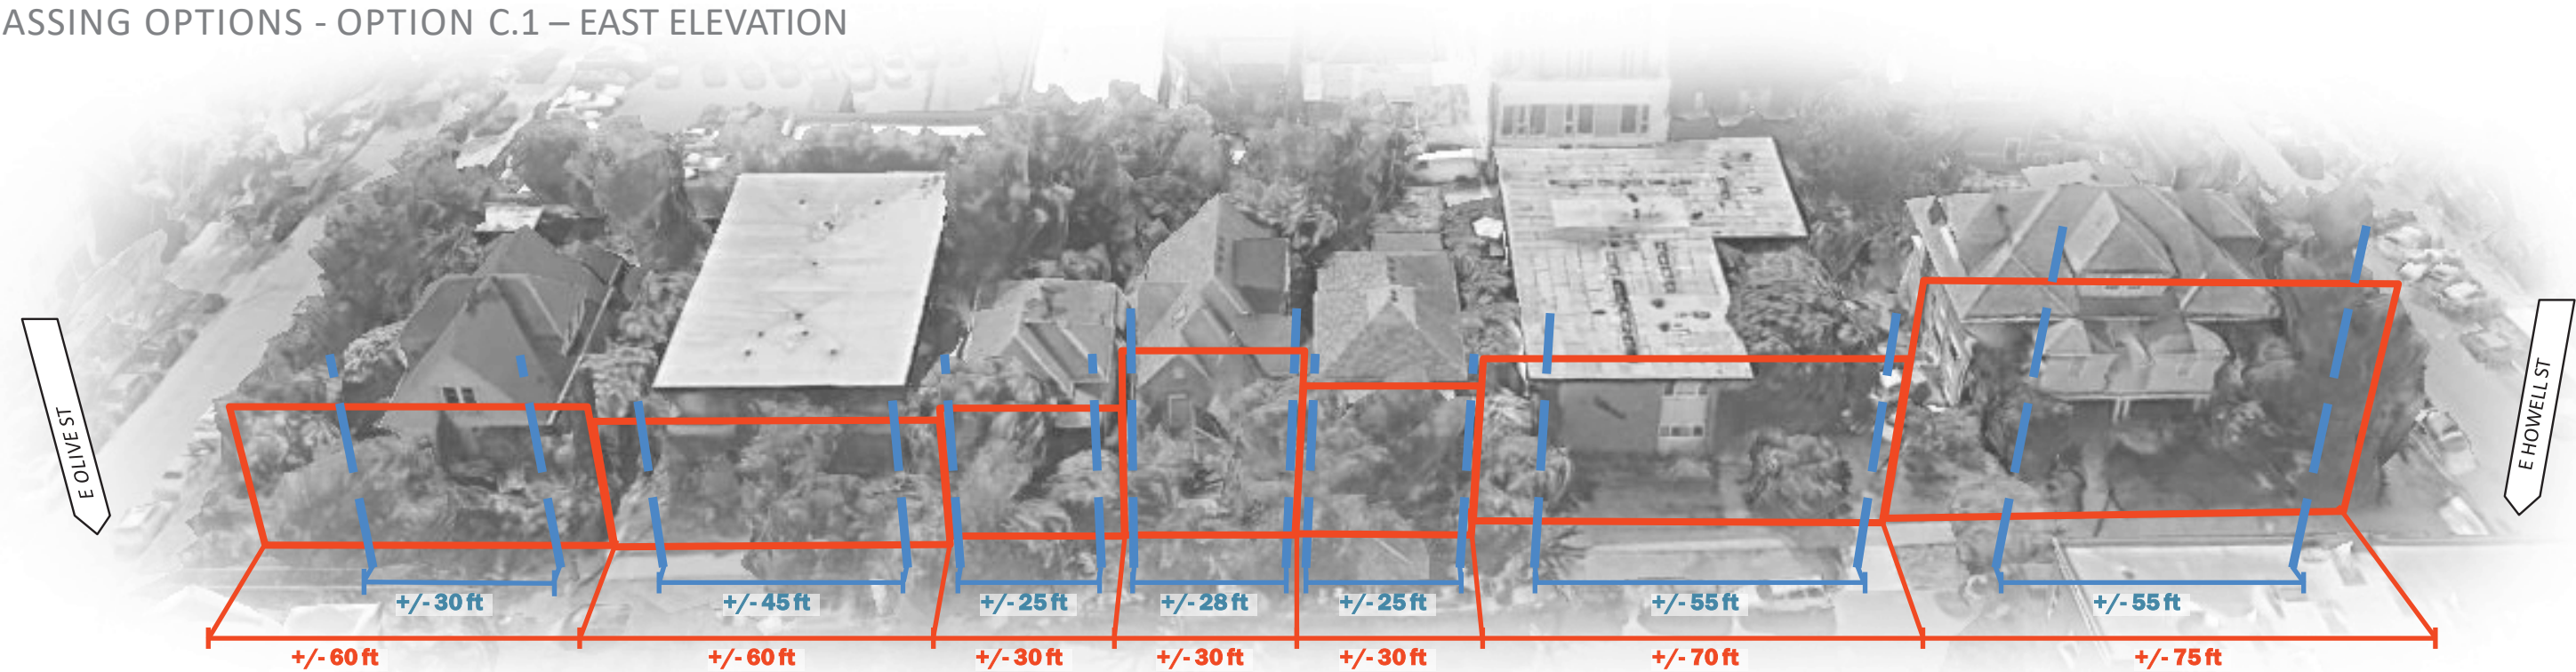 ASSING OPTIONS - OPTION C.1 – EAST ELEVATION
E OLIVE ST
E HOWELL ST
+/- 30 ft
+/- 45 ft
+/- 25 ft
+/- 28 ft
+/- 25 ft
+/- 55 ft
+/- 55 ft
+/- 60 ft
+/- 60 ft
+/- 30 ft
+/- 30 ft
+/- 30 ft
+/- 70 ft
+/- 75 ft